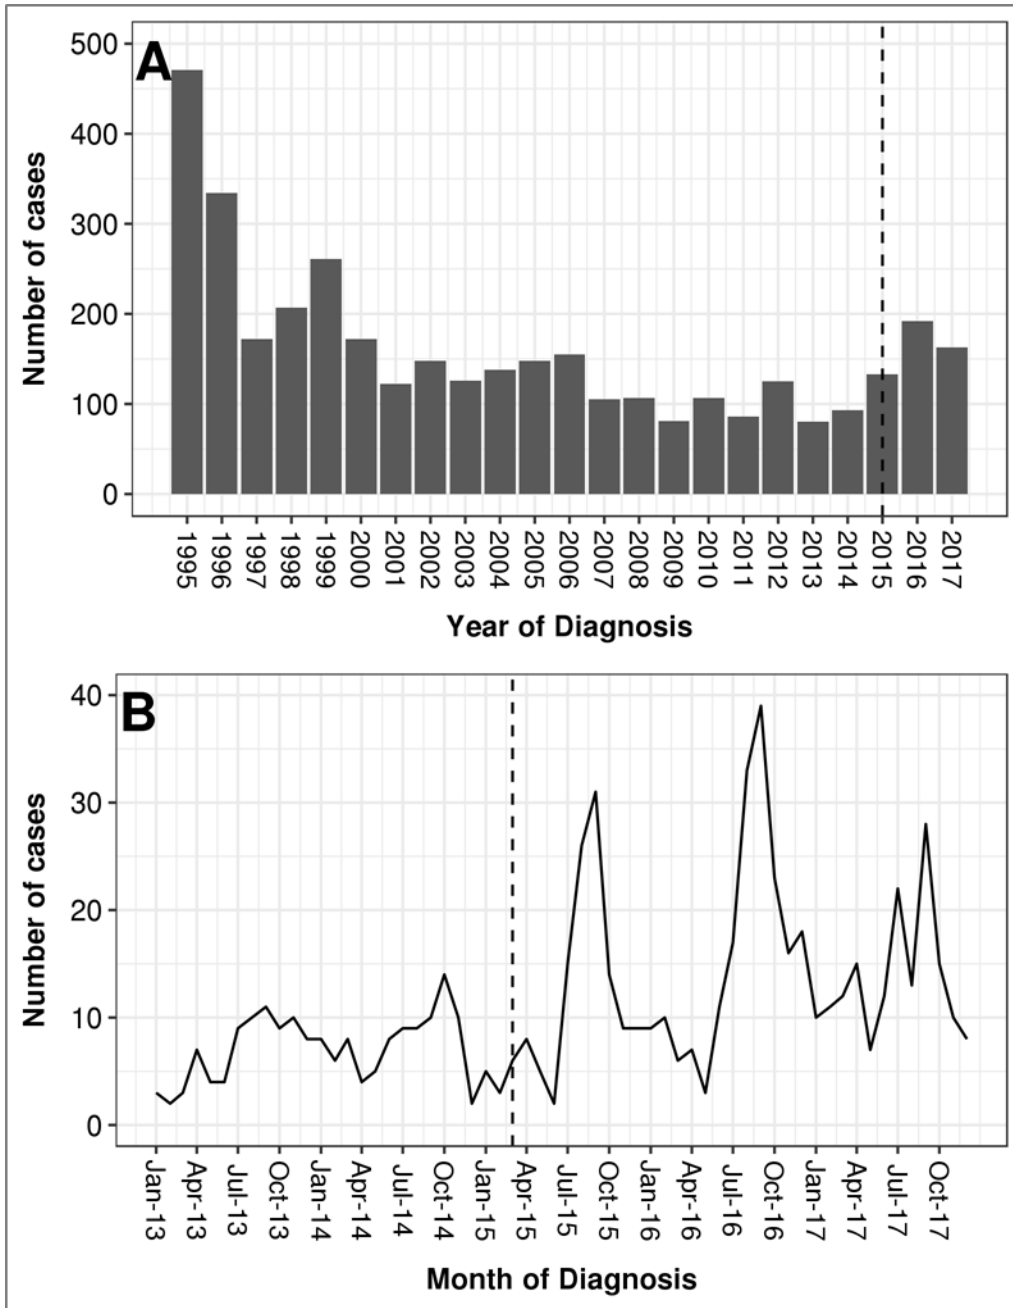 A
500
400
300
200
100
0
Number of cases
1995 1996 1997 1998 1999 2000 2001 2002 2003 2004 2005 2006 2007 2008 2009 2010 2011 2012 2013 2014 2015 2016 2017
Year of Diagnosis
B
40
30
20
10
0
Number of cases
Jan-13 Apr-13 Jul-13 Oct-13 Jan-14 Apr-14 Jul-14 Oct-14 Jan-15 Apr-15 Jul-15 Oct-15 Jan-16 Apr-16 Jul-16 Oct-16 Jan-17 Apr-17 Jul-17 Oct-17
Month of Diagnosis